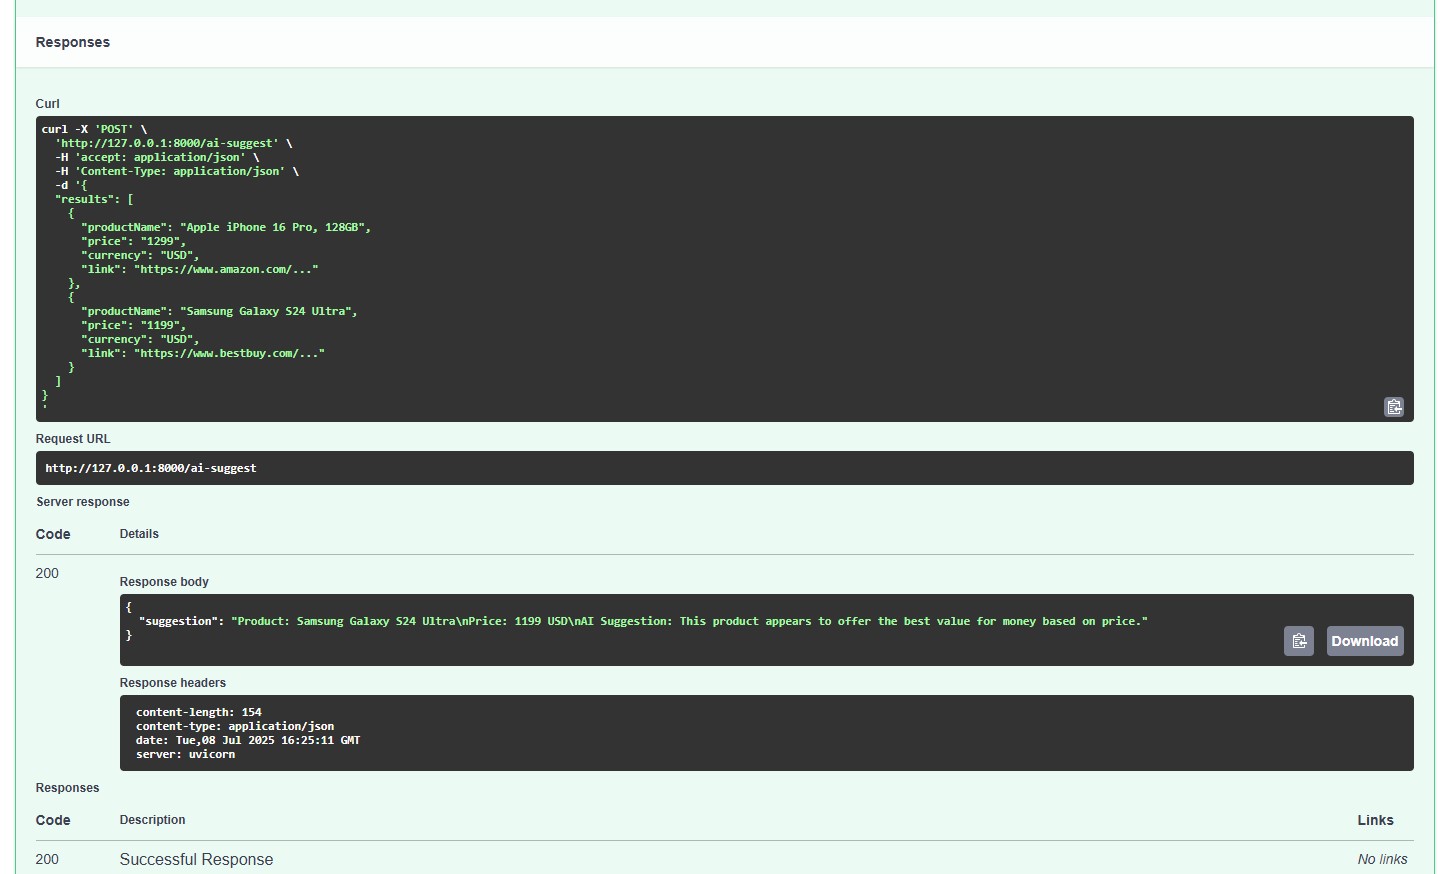 Responses
Curl
curl -X 'POST' \
  'http://127.0.0.1:8000/ai-suggest' \
  -H 'accept: application/json' \
  -H 'Content-Type: application/json' \
  -d '{
  "results": [
    {
      "productName": "Apple iPhone 16 Pro, 128GB",
      "price": "1299",
      "currency": "USD",
      "link": "https://www.amazon.com/..."
    },
    {
      "productName": "Samsung Galaxy S24 Ultra",
      "price": "1199",
      "currency": "USD",
      "link": "https://www.bestbuy.com/..."
    }
  ]
}
'
Request URL
http://127.0.0.1:8000/ai-suggest
Server response
Code Details
200
Response body
{
  "suggestion": "Product: Samsung Galaxy S24 Ultra\nPrice: 1199 USD\nAI Suggestion: This product appears to offer the best value for money based on price."
}
Download
Response headers
content-length: 154
content-type: application/json
date: Tue,08 Jul 2025 16:25:11 GMT
server: uvicorn
Responses
Code Description Links
200 Successful Response No links